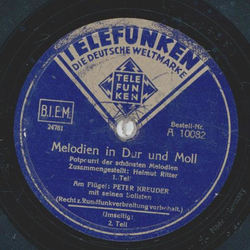 TELEFUNKEN
DIE DEUTSCHE WELTMARKE
TELE
FUN
KEN
B.I.E.M.
24781
Bestell-Nr.
A 10082
Melodien in Dur und Moll
Potpourri der schönsten Melodien
Zusammengestellt: Helmut Ritter
1. Teil
Am Flügel: PETER KREUDER
mit seinen Solisten
(Recht z. Rundfunkverbreitung vorbehalt.)
Umseitig:
2. Teil